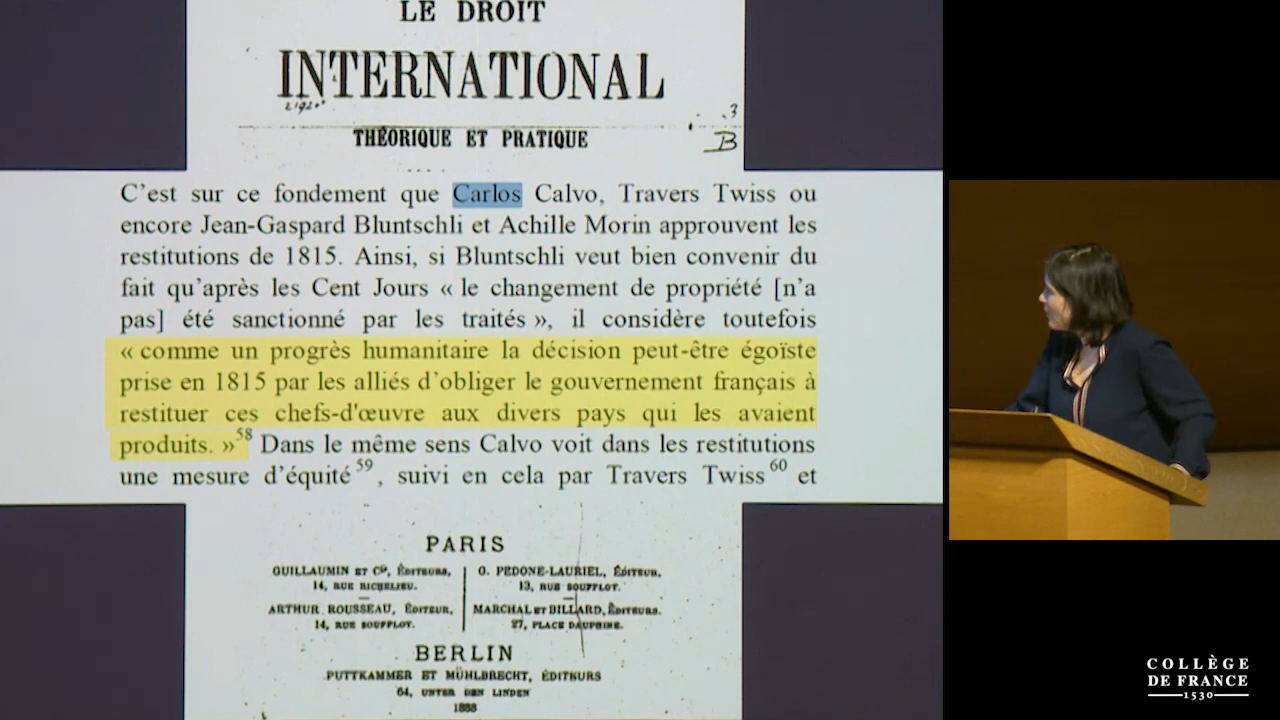 LE DROIT
INTERNATIONAL
THÉORIQUE ET PRATIQUE
3
B
C'est sur ce fondement que Carlos Calvo, Travers Twiss ou
encore Jean-Gaspard Bluntschli et Achille Morin approuvent les
restitutions de 1815. Ainsi, si Bluntschli veut bien convenir du
fait qu'après les Cent Jours « le changement de propriété [n'a
pas] été sanctionné par les traités », il considère toutefois
« comme un progrès humanitaire la décision peut-être égoïste
prise en 1815 par les alliés d'obliger le gouvernement français à
restituer ces chefs-d'œuvre aux divers pays qui les avaient
produits. »58 Dans le même sens Calvo voit dans les restitutions
une mesure d'équité59, suivi en cela par Travers Twiss60 et
PARIS
GUILLAUMIN ET Cie, ÉDITEURS,
14, RUE RICHELIEU.
ARTHUR ROUSSEAU, ÉDITEUR,
14, RUE SOUFFLOT.
G. PEDONE-LAURIEL, ÉDITEUR,
13, RUE SOUFFLOT.
MARCHAL ET BILLARD, ÉDITEURS.
27, PLACE DAUPHINE.
BERLIN
PUTTKAMMER ET MÜHLBRECHT, ÉDITEURS
64, UNTER DEN LINDEN
1888
COLLÈGE
DE FRANCE
1530